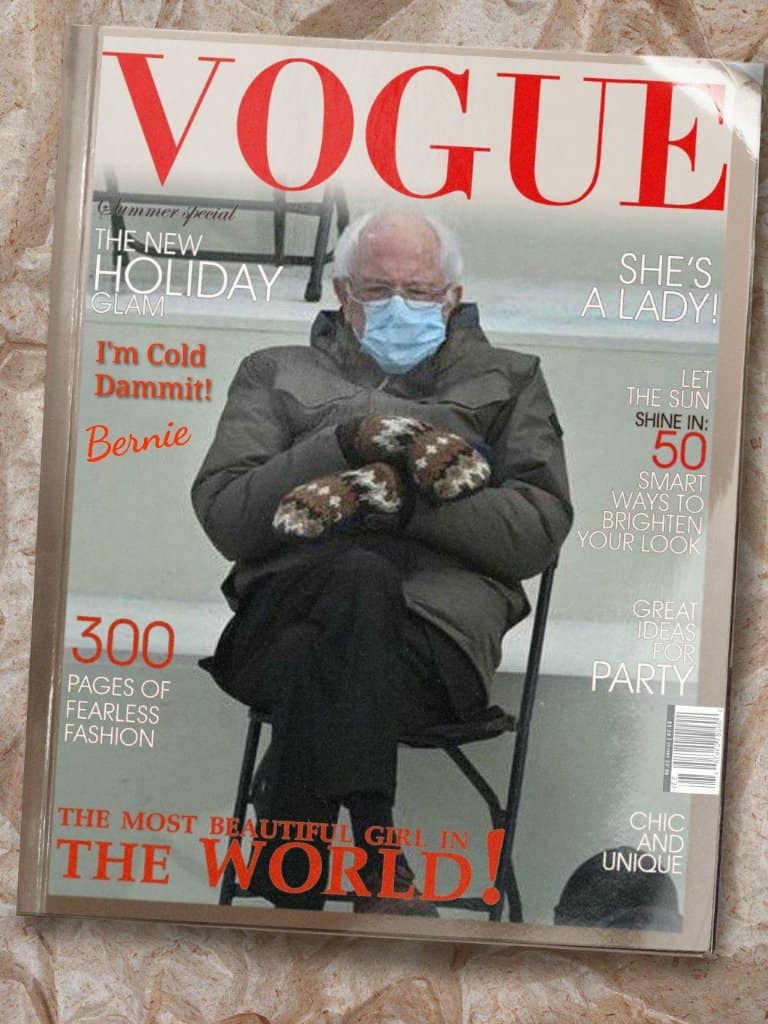 VOGUE
Summer special
THE NEW
HOLIDAY
GLAM
I'm Cold
Dammit!
Bernie
300
PAGES OF
FEARLESS
FASHION
THE MOST BEAUTIFUL GIRL IN
THE WORLD!
SHE'S
A LADY!
LET
THE SUN
SHINE IN:
50
SMART
WAYS TO
BRIGHTEN
YOUR LOOK
GREAT
IDEAS
FOR
PARTY
CHIC
AND
UNIQUE